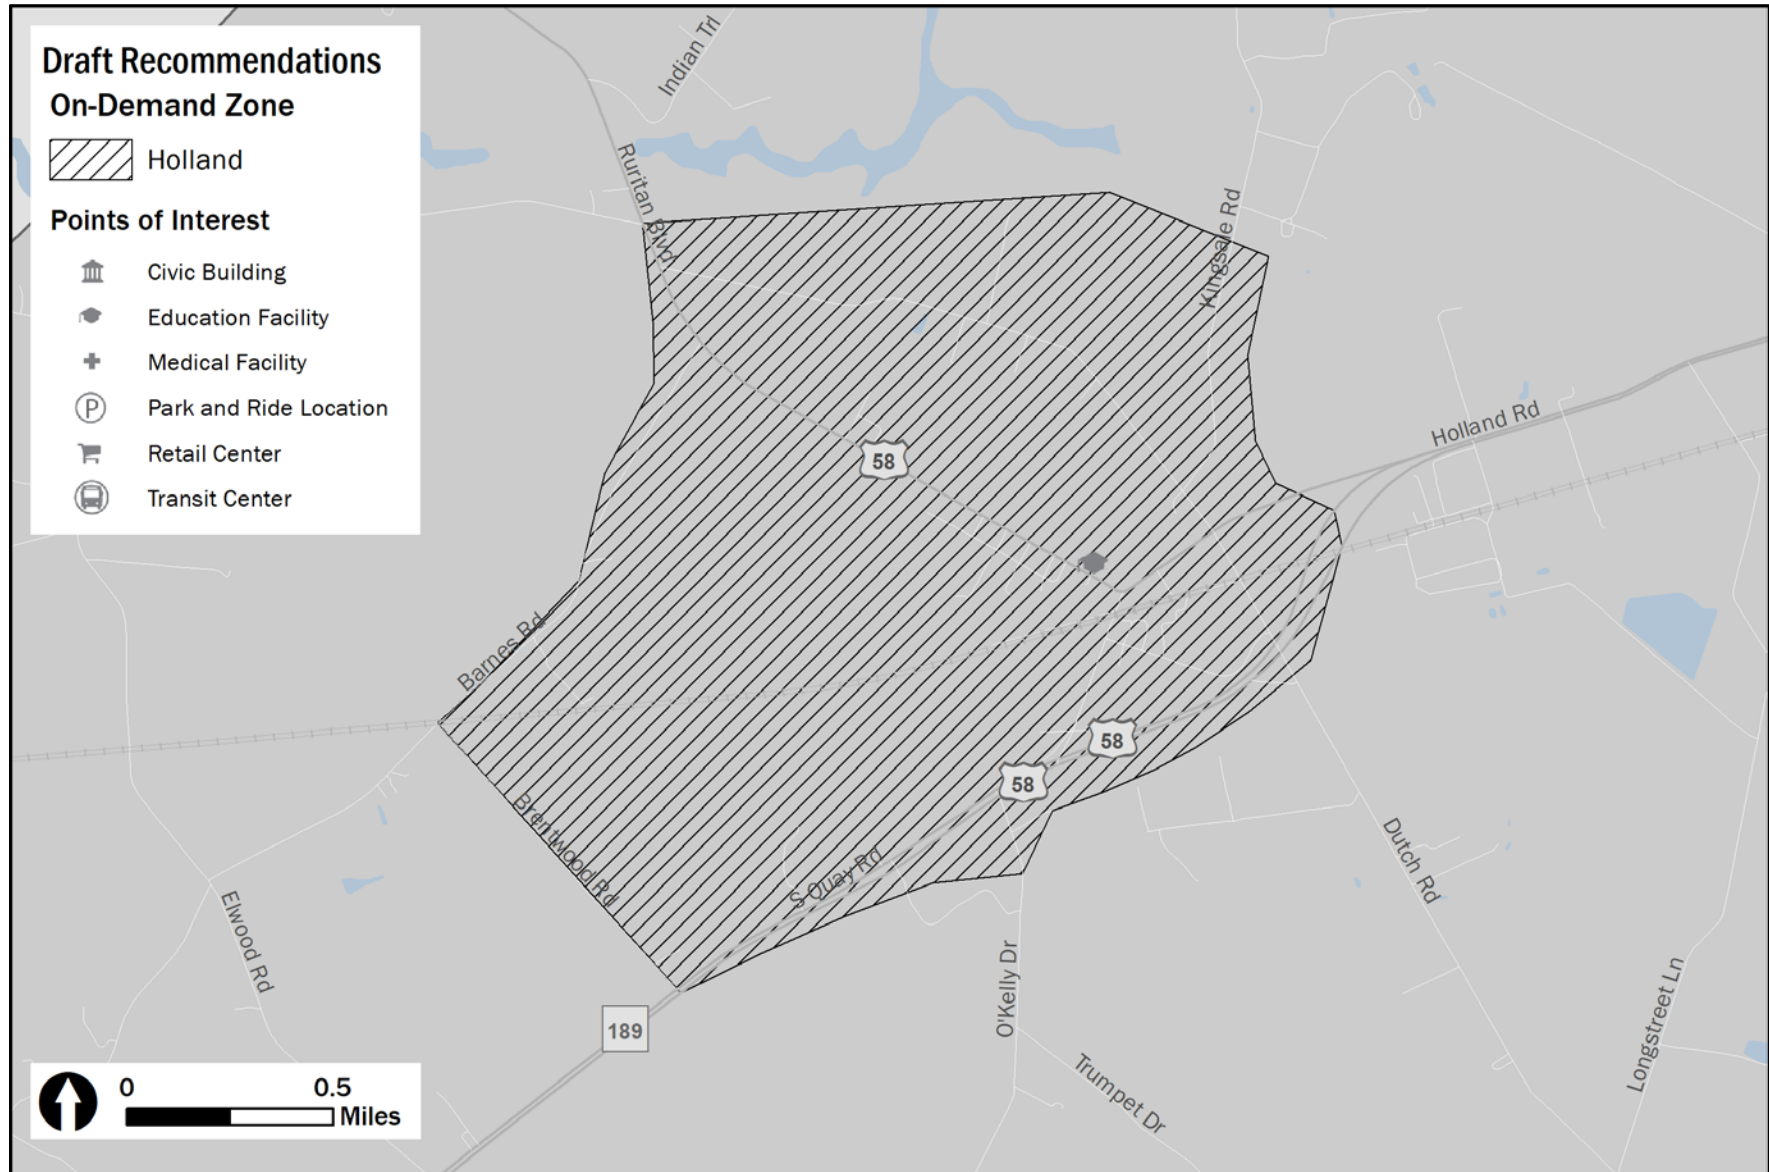 Draft Recommendations
On-Demand Zone
Holland
Points of Interest
Civic Building
Education Facility
Medical Facility
P
Park and Ride Location
Retail Center
Transit Center
Indian Trl
Ruritan Blvd
Kingsale Rd
Holland Rd
58
Barnes Rd
58
58
Brentwood Rd
S Quay Rd
Dutch Rd
Elwood Rd
O'Kelly Dr
Longstreet Ln
189
Trumpet Dr
0 0.5
Miles